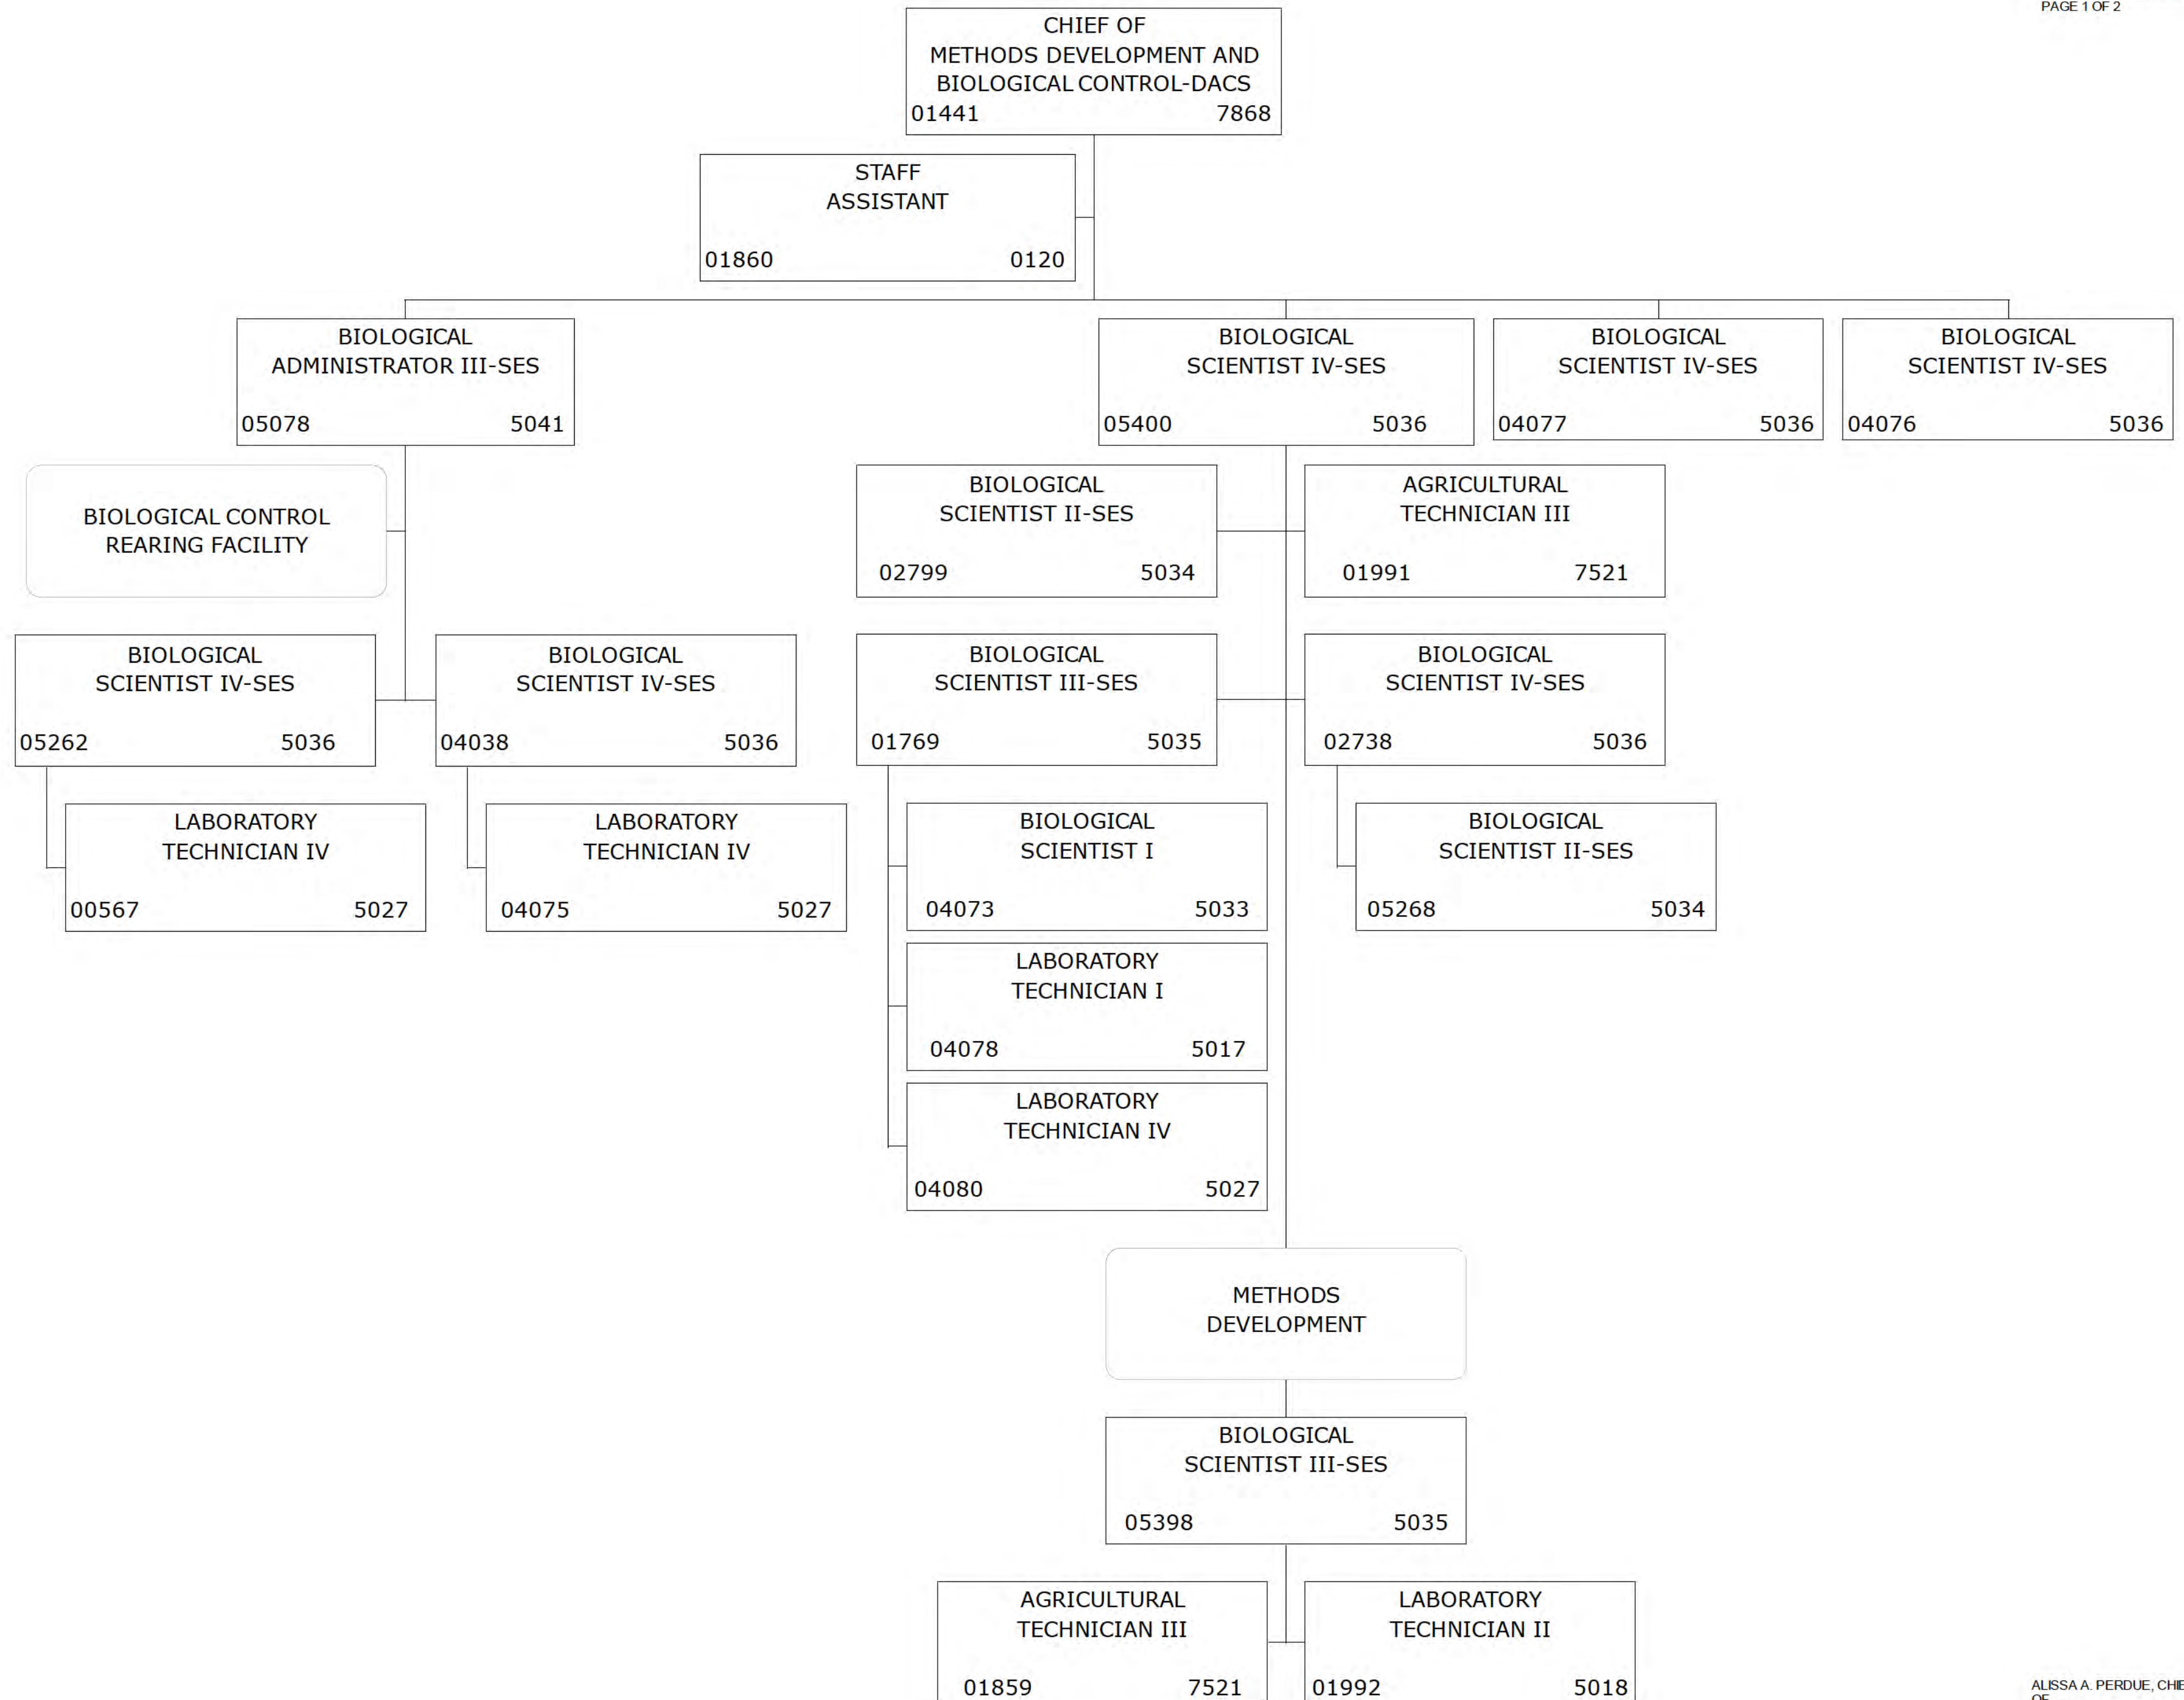 PAGE 1 OF 2
CHIEF OF
METHODS DEVELOPMENT AND
BIOLOGICAL CONTROL-DACS
01441 7868
STAFF
ASSISTANT
01860 0120
BIOLOGICAL
ADMINISTRATOR III-SES
05078 5041
BIOLOGICAL
SCIENTIST IV-SES
05400 5036
BIOLOGICAL
SCIENTIST IV-SES
04077 5036
BIOLOGICAL
SCIENTIST IV-SES
04076 5036
BIOLOGICAL CONTROL
REARING FACILITY
BIOLOGICAL
SCIENTIST II-SES
02799 5034
AGRICULTURAL
TECHNICIAN III
01991 7521
BIOLOGICAL
SCIENTIST IV-SES
05262 5036
BIOLOGICAL
SCIENTIST IV-SES
04038 5036
BIOLOGICAL
SCIENTIST III-SES
01769 5035
BIOLOGICAL
SCIENTIST IV-SES
02738 5036
LABORATORY
TECHNICIAN IV
00567 5027
LABORATORY
TECHNICIAN IV
04075 5027
BIOLOGICAL
SCIENTIST I
04073 5033
BIOLOGICAL
SCIENTIST II-SES
05268 5034
LABORATORY
TECHNICIAN I
04078 5017
LABORATORY
TECHNICIAN IV
04080 5027
METHODS
DEVELOPMENT
BIOLOGICAL
SCIENTIST III-SES
05398 5035
AGRICULTURAL
TECHNICIAN III
01859 7521
LABORATORY
TECHNICIAN II
01992 5018
ALISSA A. PERDUE, CHIE
OF